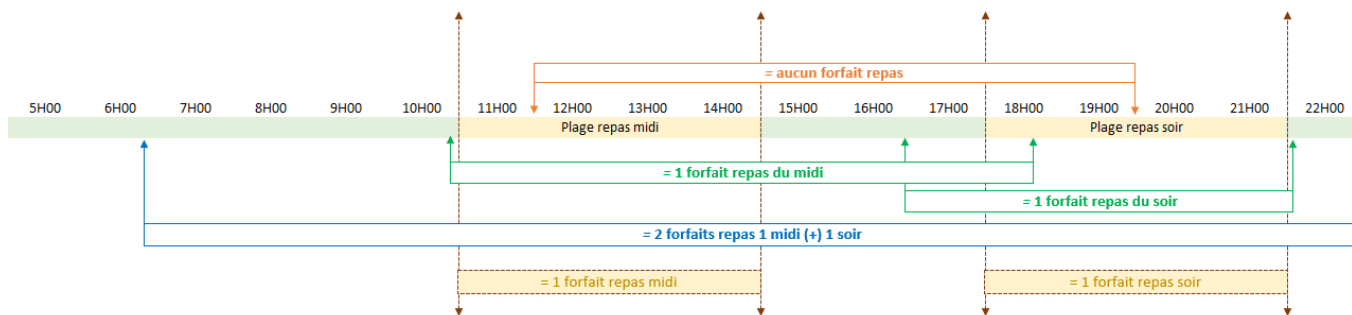 = aucun forfait repas
5H00 6H00 7H00 8H00 9H00 10H00 11H00 12H00 13H00 14H00 15H00 16H00 17H00 18H00 19H00 20H00 21H00 22H00
Plage repas midi Plage repas soir
= 1 forfait repas du midi
= 1 forfait repas du soir
= 2 forfaits repas 1 midi (+) 1 soir
= 1 forfait repas midi = 1 forfait repas soir